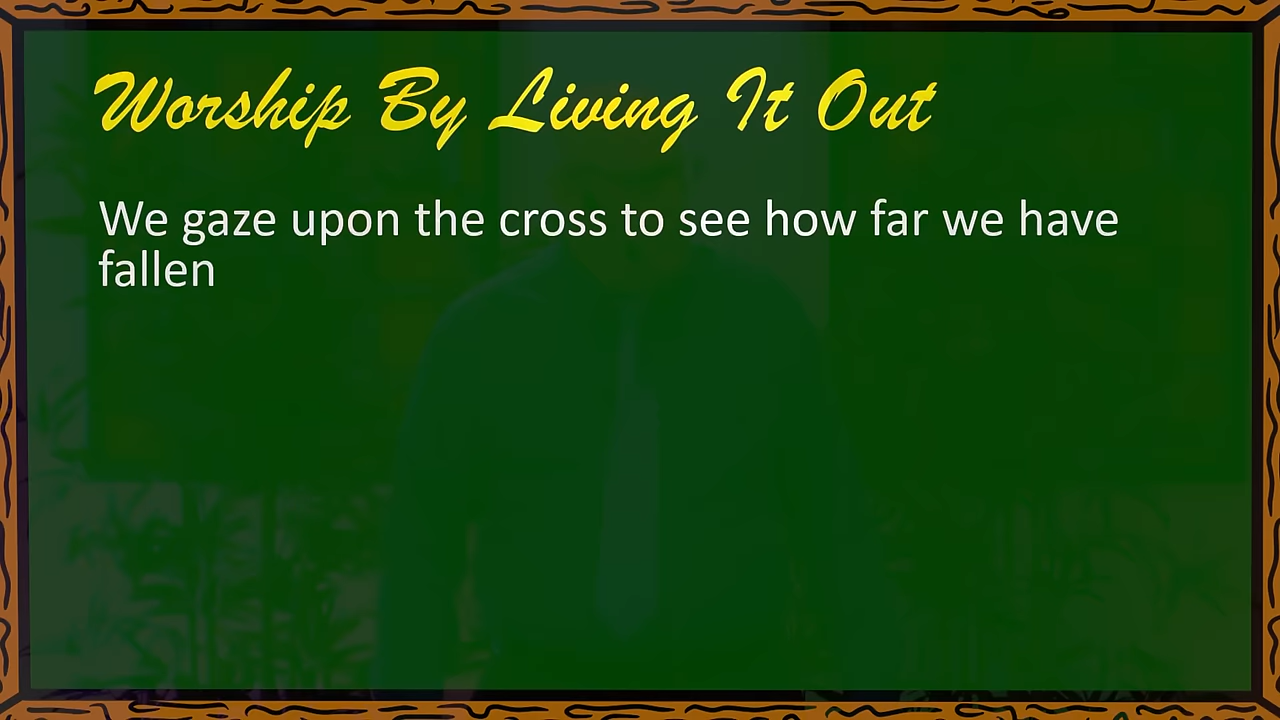 Worship By Living It Out
We gaze upon the cross to see how far we have
fallen